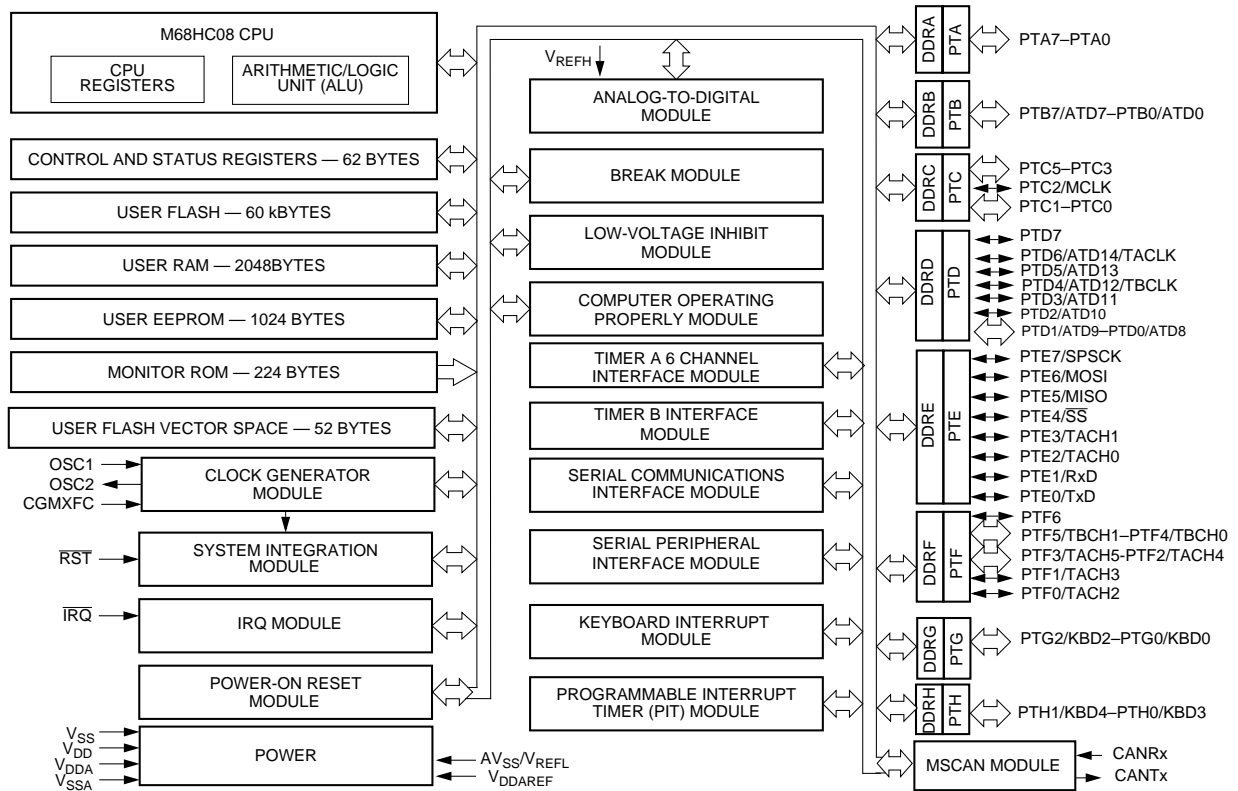 M68HC08 CPU
CPU
REGISTERS
ARITHMETIC/LOGIC
UNIT (ALU)
CONTROL AND STATUS REGISTERS — 62 BYTES
USER FLASH — 60 kBYTES
USER RAM — 2048BYTES
USER EEPROM — 1024 BYTES
MONITOR ROM — 224 BYTES
USER FLASH VECTOR SPACE — 52 BYTES
OSC1
OSC2
CGMXFC
CLOCK GENERATOR
MODULE
RST
SYSTEM INTEGRATION
MODULE
IRQ
IRQ MODULE
POWER-ON RESET
MODULE
VSS
VDD
VDDA
VSSA
POWER
AVSS/VREFL
VDDAREF
VREFH
ANALOG-TO-DIGITAL
MODULE
BREAK MODULE
LOW-VOLTAGE INHIBIT
MODULE
COMPUTER OPERATING
PROPERLY MODULE
TIMER A 6 CHANNEL
INTERFACE MODULE
TIMER B INTERFACE
MODULE
SERIAL COMMUNICATIONS
INTERFACE MODULE
SERIAL PERIPHERAL
INTERFACE MODULE
KEYBOARD INTERRUPT
MODULE
PROGRAMMABLE INTERRUPT
TIMER (PIT) MODULE
DDRA
PTA
PTA7–PTA0
DDRB
PTB
PTB7/ATD7–PTB0/ATD0
DDRC
PTC
PTC5–PTC3
PTC2/MCLK
PTC1–PTC0
DDRD
PTD
PTD7
PTD6/ATD14/TACLK
PTD5/ATD13
PTD4/ATD12/TBCLK
PTD3/ATD11
PTD2/ATD10
PTD1/ATD9–PTD0/ATD8
DDRE
PTE
PTE7/SPSCK
PTE6/MOSI
PTE5/MISO
PTE4/SS
PTE3/TACH1
PTE2/TACH0
PTE1/RxD
PTE0/TxD
DDRF
PTF
PTF6
PTF5/TBCH1–PTF4/TBCH0
PTF3/TACH5-PTF2/TACH4
PTF1/TACH3
PTF0/TACH2
DDRG
PTG
PTG2/KBD2–PTG0/KBD0
DDRH
PTH
PTH1/KBD4–PTH0/KBD3
MSCAN MODULE
CANRx
CANTx